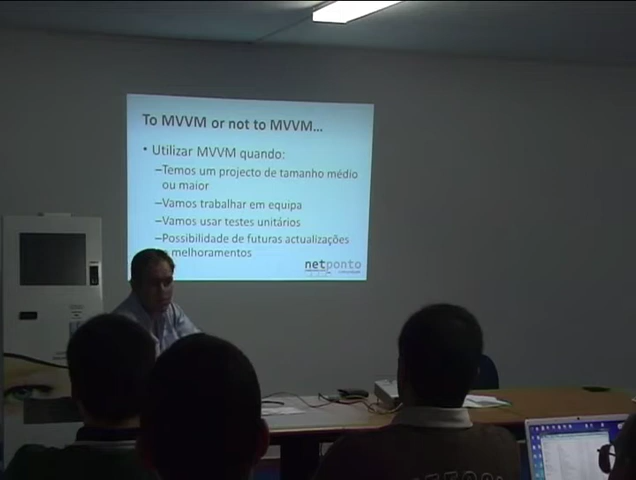 To MVVM or not to MVVM...
• Utilizar MVVM quando:
–Temos um projecto de tamanho médio
ou maior
–Vamos trabalhar em equipa
–Vamos usar testes unitários
–Possibilidade de futuras actualizações
melhoramentos
netponto